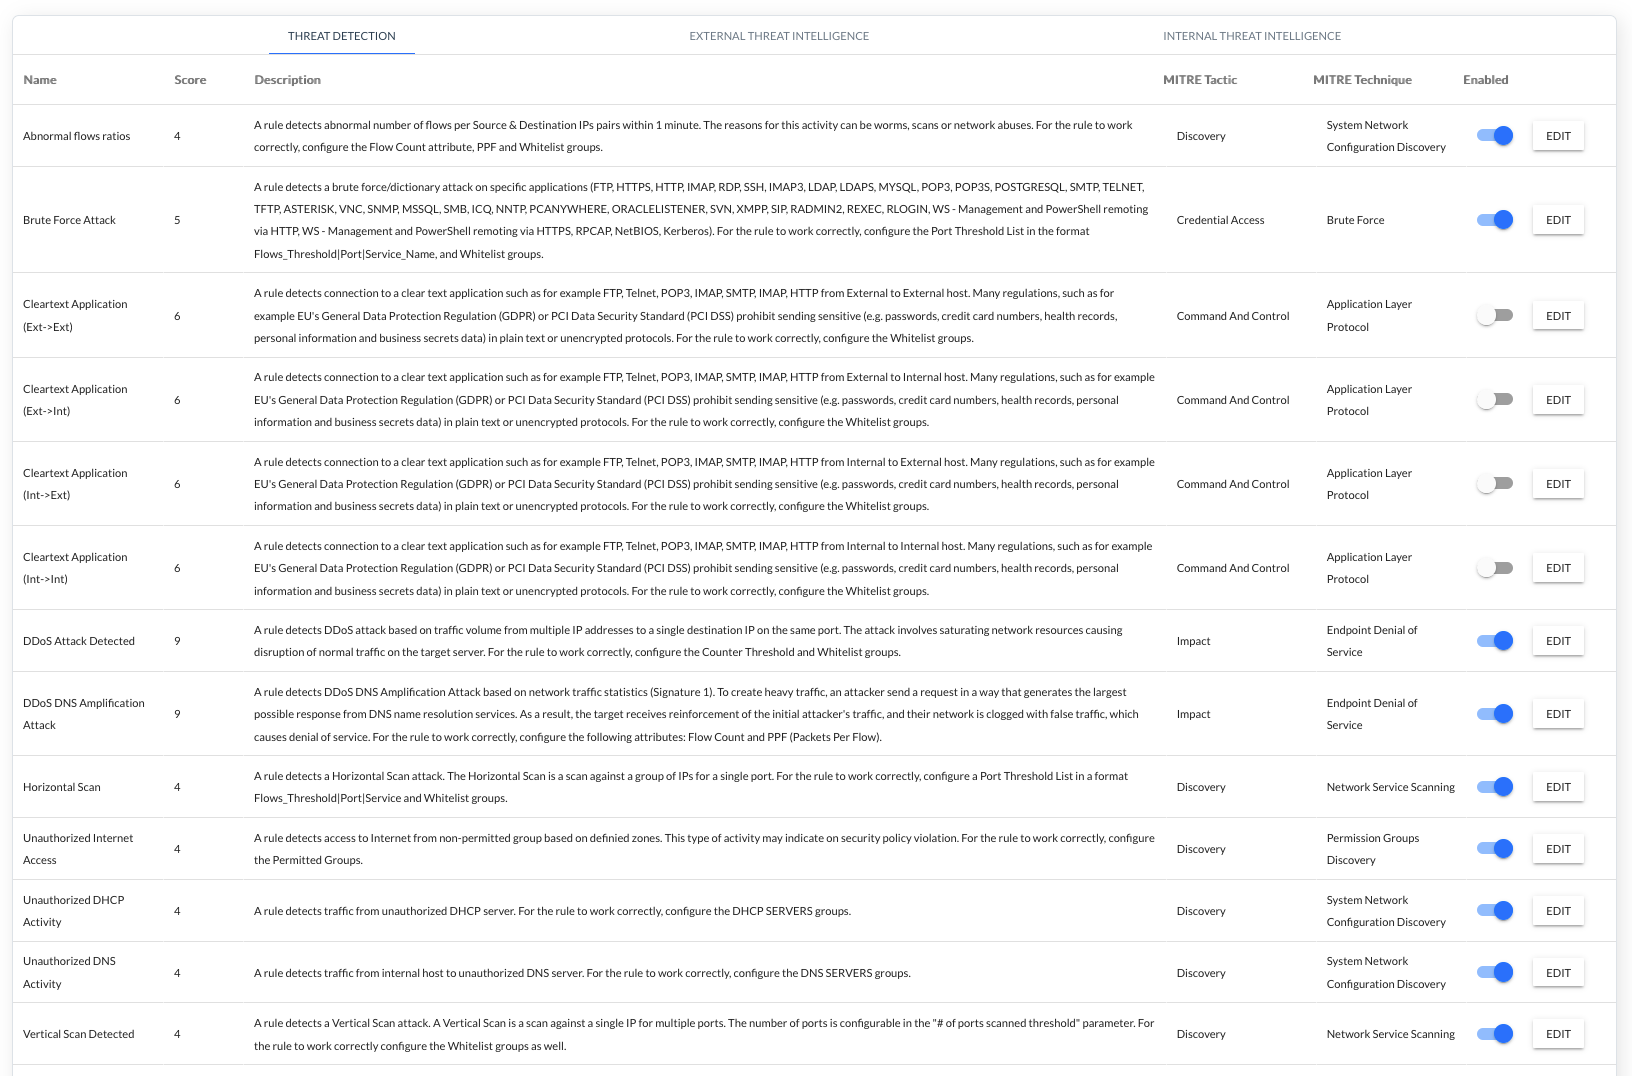 THREAT DETECTION
EXTERNAL THREAT INTELLIGENCE
INTERNAL THREAT INTELLIGENCE
Name
Score
Description
MITRE Tactic
MITRE Technique
Enabled
Abnormal flows ratios
4
A rule detects abnormal number of flows per Source & Destination IPs pairs within 1 minute. The reasons for this activity can be worms, scans or network abuses. For the rule to work
correctly, configure the Flow Count attribute, PPF and Whitelist groups.
Discovery
System Network
Configuration Discovery
EDIT
Brute Force Attack
5
A rule detects a brute force/dictionary attack on specific applications (FTP, HTTPS, HTTP, IMAP, RDP, SSH, IMAP3, LDAP, LDAPS, MYSQL, POP3, POP3S, POSTGRESQL, SMTP, TELNET,
TFTP, ASTERISK, VNC, SNMP, MSSQL, SMB, ICQ, NNTP, PCANYWHERE, ORACLELISTENER, SVN, XMPP, SIP, RADMIN2, REXEC, RLOGIN, WS - Management and PowerShell remoting
via HTTP, WS - Management and PowerShell remoting via HTTPS, RPCAP, NetBIOS, Kerberos). For the rule to work correctly, configure the Port Threshold List in the format
Flows_Threshold|Port|Service_Name, and Whitelist groups.
Credential Access
Brute Force
EDIT
Cleartext Application
(Ext->Ext)
6
A rule detects connection to a clear text application such as for example FTP, Telnet, POP3, IMAP, SMTP, IMAP, HTTP from External to External host. Many regulations, such as for
example EU's General Data Protection Regulation (GDPR) or PCI Data Security Standard (PCI DSS) prohibit sending sensitive (e.g. passwords, credit card numbers, health records,
personal information and business secrets data) in plain text or unencrypted protocols. For the rule to work correctly, configure the Whitelist groups.
Command And Control
Application Layer
Protocol
EDIT
Cleartext Application
(Ext->Int)
6
A rule detects connection to a clear text application such as for example FTP, Telnet, POP3, IMAP, SMTP, IMAP, HTTP from External to Internal host. Many regulations, such as for example
EU's General Data Protection Regulation (GDPR) or PCI Data Security Standard (PCI DSS) prohibit sending sensitive (e.g. passwords, credit card numbers, health records, personal
information and business secrets data) in plain text or unencrypted protocols. For the rule to work correctly, configure the Whitelist groups.
Command And Control
Application Layer
Protocol
EDIT
Cleartext Application
(Int->Ext)
6
A rule detects connection to a clear text application such as for example FTP, Telnet, POP3, IMAP, SMTP, IMAP, HTTP from Internal to External host. Many regulations, such as for example
EU's General Data Protection Regulation (GDPR) or PCI Data Security Standard (PCI DSS) prohibit sending sensitive (e.g. passwords, credit card numbers, health records, personal
information and business secrets data) in plain text or unencrypted protocols. For the rule to work correctly, configure the Whitelist groups.
Command And Control
Application Layer
Protocol
EDIT
Cleartext Application
(Int->Int)
6
A rule detects connection to a clear text application such as for example FTP, Telnet, POP3, IMAP, SMTP, IMAP, HTTP from Internal to Internal host. Many regulations, such as for example
EU's General Data Protection Regulation (GDPR) or PCI Data Security Standard (PCI DSS) prohibit sending sensitive (e.g. passwords, credit card numbers, health records, personal
information and business secrets data) in plain text or unencrypted protocols. For the rule to work correctly, configure the Whitelist groups.
Command And Control
Application Layer
Protocol
EDIT
DDoS Attack Detected
9
A rule detects DDoS attack based on traffic volume from multiple IP addresses to a single destination IP on the same port. The attack involves saturating network resources causing
disruption of normal traffic on the target server. For the rule to work correctly, configure the Counter Threshold and Whitelist groups.
Impact
Endpoint Denial of
Service
EDIT
DDoS DNS Amplification
Attack
9
A rule detects DDoS DNS Amplification Attack based on network traffic statistics (Signature 1). To create heavy traffic, an attacker send a request in a way that generates the largest
possible response from DNS name resolution services. As a result, the target receives reinforcement of the initial attacker's traffic, and their network is clogged with false traffic, which
causes denial of service. For the rule to work correctly, configure the following attributes: Flow Count and PPF (Packets Per Flow).
Impact
Endpoint Denial of
Service
EDIT
Horizontal Scan
4
A rule detects a Horizontal Scan attack. The Horizontal Scan is a scan against a group of IPs for a single port. For the rule to work correctly, configure a Port Threshold List in a format
Flows_Threshold|Port|Service and Whitelist groups.
Discovery
Network Service Scanning
EDIT
Unauthorized Internet
Access
4
A rule detects access to Internet from non-permitted group based on definied zones. This type of activity may indicate on security policy violation. For the rule to work correctly, configure
the Permitted Groups.
Discovery
Permission Groups
Discovery
EDIT
Unauthorized DHCP
Activity
4
A rule detects traffic from unauthorized DHCP server. For the rule to work correctly, configure the DHCP SERVERS groups.
Discovery
System Network
Configuration Discovery
EDIT
Unauthorized DNS
Activity
4
A rule detects traffic from internal host to unauthorized DNS server. For the rule to work correctly, configure the DNS SERVERS groups.
Discovery
System Network
Configuration Discovery
EDIT
Vertical Scan Detected
4
A rule detects a Vertical Scan attack. A Vertical Scan is a scan against a single IP for multiple ports. The number of ports is configurable in the "# of ports scanned threshold" parameter. For
the rule to work correctly configure the Whitelist groups as well.
Discovery
Network Service Scanning
EDIT